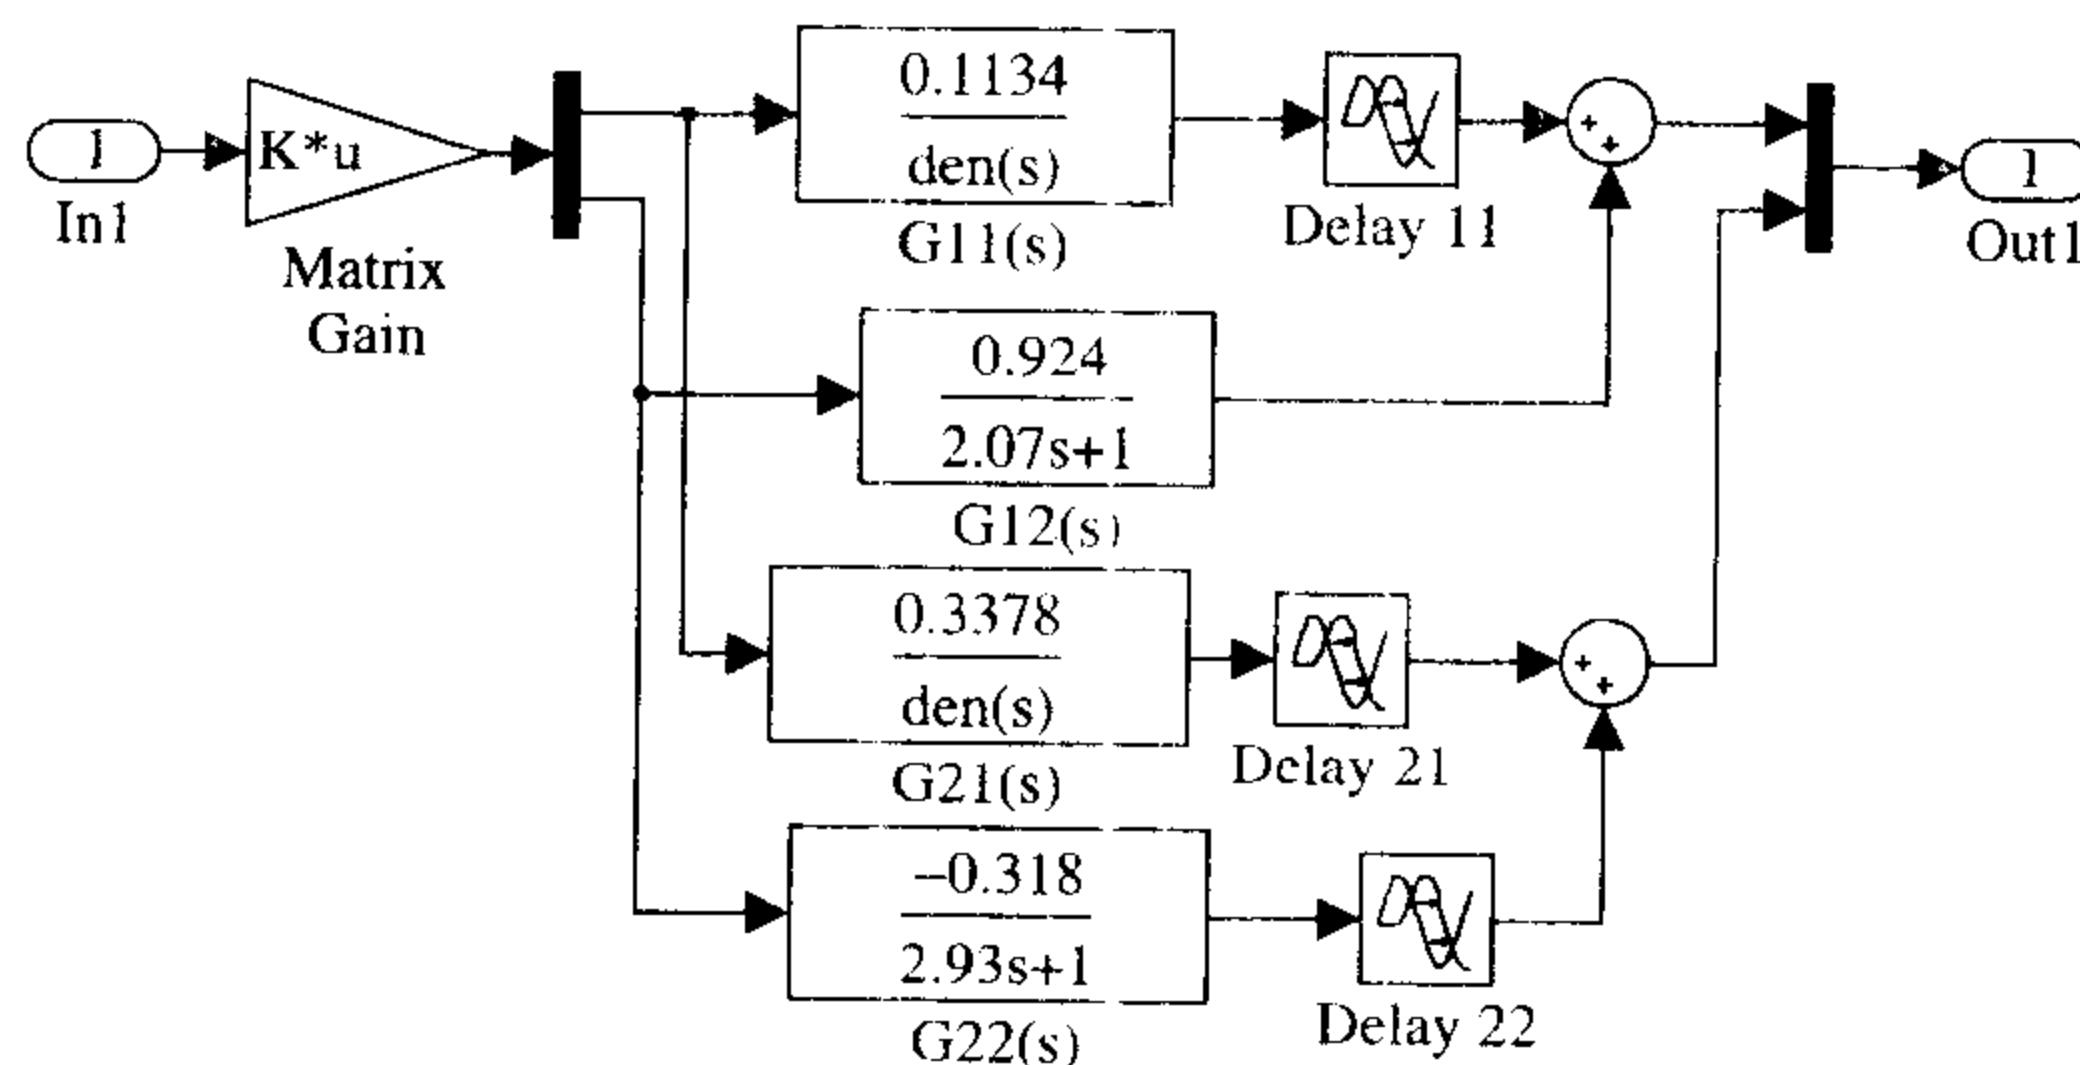 1
In1
K*u
Matrix
Gain
0.1134
den(s)
G11(s)
Delay 11
+
+
1
Out1
0.924
2.07s+1
G12(s)
0.3378
den(s)
G21(s)
Delay 21
+
+
–0.318
2.93s+1
G22(s)
Delay 22